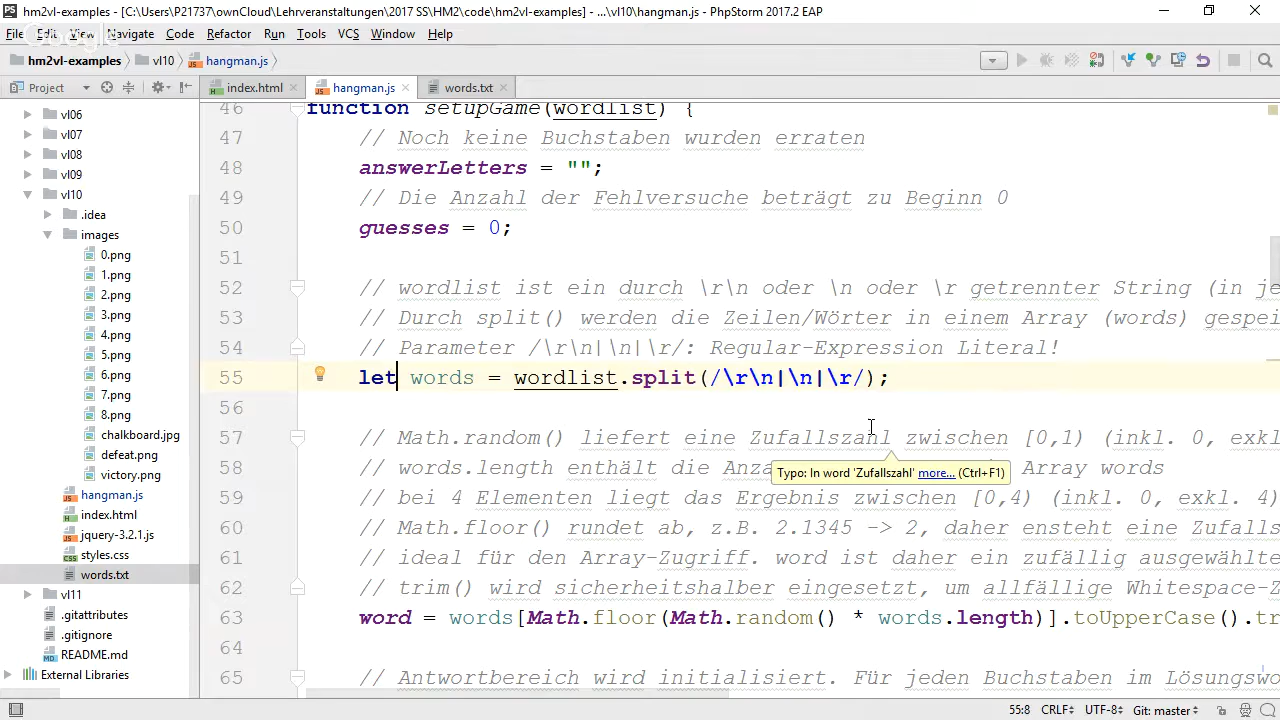 hm2vl-examples - [C:\Users\P21737\ownCloud\Lehrveranstaltungen\2017 SS\HM2\code\hm2vl-examples] - ...\vl10\hangman.js - PhpStorm 2017.2 EAP
File Edit View Navigate Code Refactor Run Tools VCS Window Help
Google
hm2vl-examples vl10 hangman.js
Project index.html hangman.js words.txt
vl06
vl07
vl08
vl09
vl10
.idea
images
0.png
1.png
2.png
3.png
4.png
5.png
6.png
7.png
8.png
chalkboard.jpg
defeat.png
victory.png
hangman.js
index.html
jquery-3.2.1.js
styles.css
words.txt
vl11
.gitattributes
.gitignore
README.md
External Libraries
46 function setupGame(wordlist) {
47 // Noch keine Buchstaben wurden erraten
48 answerLetters = "";
49 // Die Anzahl der Fehlversuche beträgt zu Beginn 0
50 guesses = 0;
51
52 // wordlist ist ein durch \r\n oder \n oder \r getrennter String (in je
53 // Durch split() werden die Zeilen/Wörter in einem Array (words) gespei
54 // Parameter /\r\n|\n|\r/: Regular-Expression Literal!
55 let words = wordlist.split(/\r\n|\n|\r/);
56
57 // Math.random() liefert eine Zufallszahl zwischen [0,1) (inkl. 0, exkl
Typo: In word 'Zufallszahl' more... (Ctrl+F1)
58 // words.length enthält die Anza Array words
59 // bei 4 Elementen liegt das Ergebnis zwischen [0,4) (inkl. 0, exkl. 4)
60 // Math.floor() rundet ab, z.B. 2.1345 -> 2, daher ensteht eine Zufalls
61 // ideal für den Array-Zugriff. word ist daher ein zufällig ausgewählte
62 // trim() wird sicherheitshalber eingesetzt, um allfällige Whitespace-Z
63 word = words[Math.floor(Math.random() * words.length)].toUpperCase().tr
64
65 // Antwortbereich wird initialisiert. Für jeden Buchstaben im Lösungswo
55:8 CRLF UTF-8 Git: master